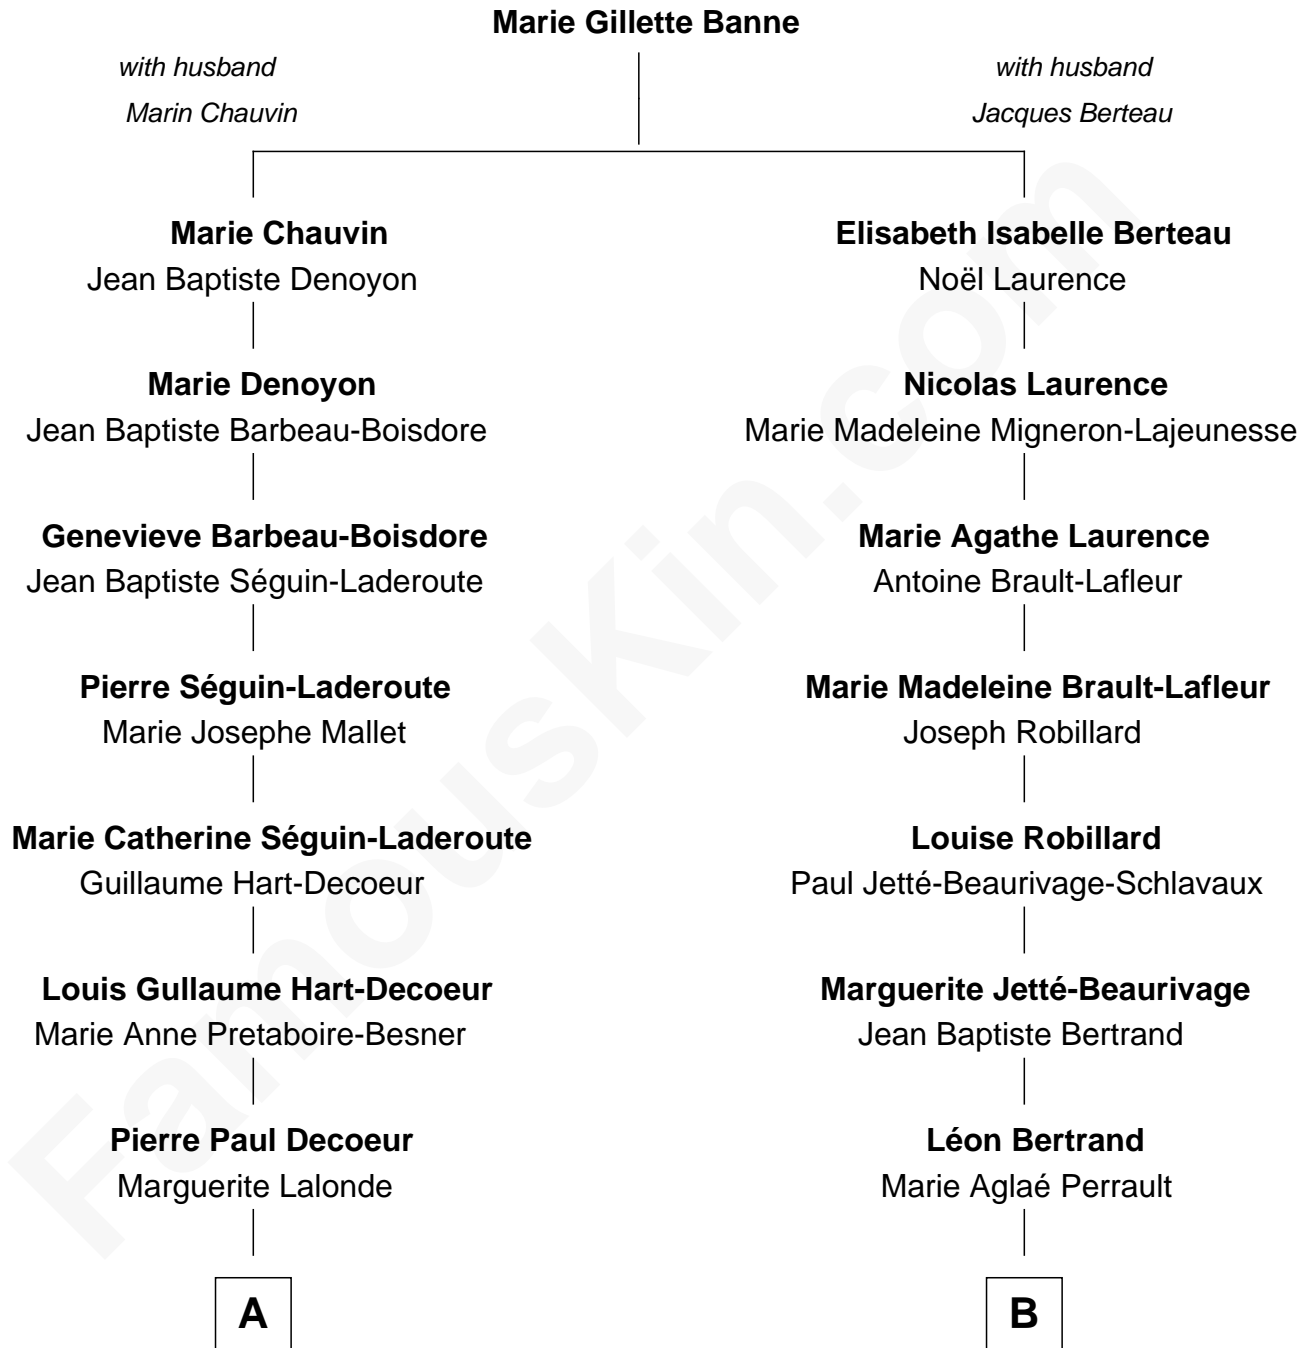 Marie Gillette Banne
with husband
Marin Chauvin
with husband
Jacques Berteau
Marie Chauvin
Jean Baptiste Denoyon
Elisabeth Isabelle Berteau
Noël Laurence
Marie Denoyon
Jean Baptiste Barbeau-Boisdore
Nicolas Laurence
Marie Madeleine Migneron-Lajeunesse
Genevieve Barbeau-Boisdore
Jean Baptiste Séguin-Laderoute
Marie Agathe Laurence
Antoine Brault-Lafleur
Pierre Séguin-Laderoute
Marie Josephe Mallet
Marie Madeleine Brault-Lafleur
Joseph Robillard
Marie Catherine Séguin-Laderoute
Guillaume Hart-Decoeur
Louise Robillard
Paul Jetté-Beaurivage-Schlavaux
Louis Gullaume Hart-Decoeur
Marie Anne Pretaboire-Besner
Marguerite Jetté-Beaurivage
Jean Baptiste Bertrand
Pierre Paul Decoeur
Marguerite Lalonde
Léon Bertrand
Marie Aglaé Perrault
A
B
FamousKin.com